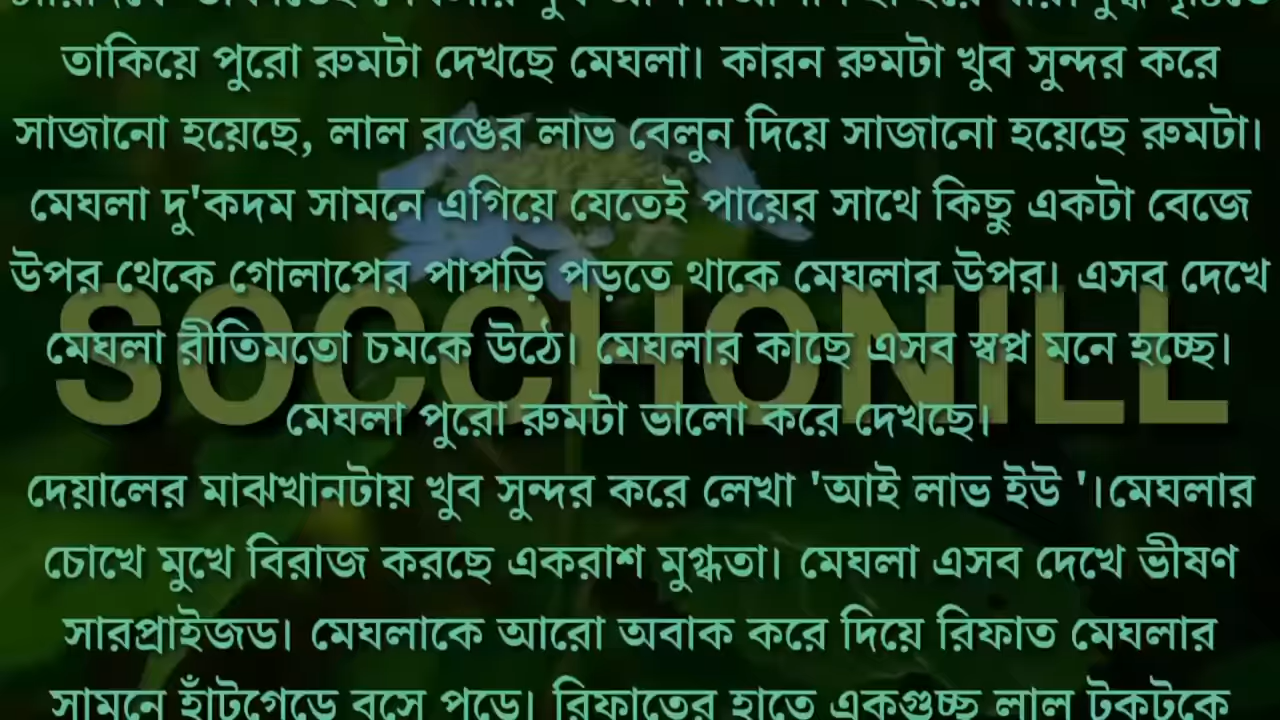 তাকিয়ে পুরো রুমটা দেখছে মেঘলা। কারন রুমটা খুব সুন্দর করে
সাজানো হয়েছে, লাল রঙের লাভ বেলুন দিয়ে সাজানো হয়েছে রুমটা।
মেঘলা দু'কদম সামনে এগিয়ে যেতেই পায়ের সাথে কিছু একটা বেজে
উপর থেকে গোলাপের পাপড়ি পড়তে থাকে মেঘলার উপর। এসব দেখে
মেঘলা রীতিমতো চমকে উঠে। মেঘলার কাছে এসব স্বপ্ন মনে হচ্ছে।
SOCCHONILL
মেঘলা পুরো রুমটা ভালো করে দেখছে।
দেয়ালের মাঝখানটায় খুব সুন্দর করে লেখা 'আই লাভ ইউ '।মেঘলার
চোখে মুখে বিরাজ করছে একরাশ মুগ্ধতা। মেঘলা এসব দেখে ভীষণ
সারপ্রাইজড। মেঘলাকে আরো অবাক করে দিয়ে রিফাত মেঘলার
সামনে হাঁটুগেড়ে বসে পড়ে। রিফাতের হাতে একগুচ্ছ লাল টকটকে